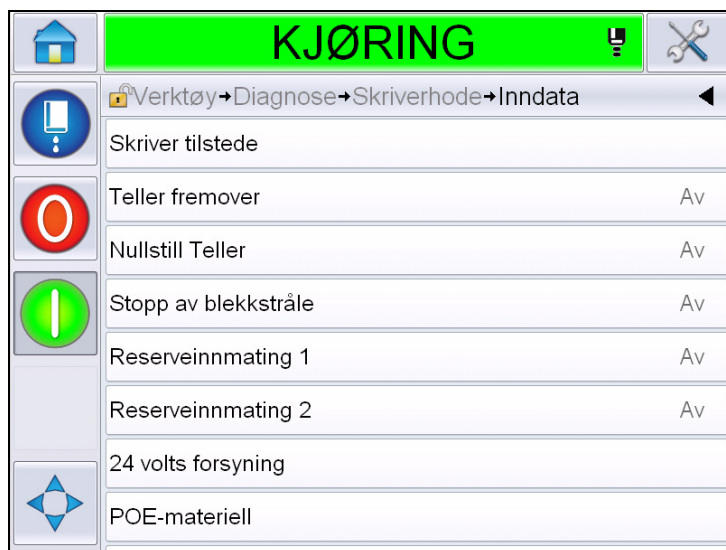 KJØRING
Verktøy→Diagnose→Skriverhode→Inndata
Skriver tilstede
Teller fremover Av
Nullstill Teller Av
Stopp av blekkstråle Av
Reserveinnmating 1 Av
Reserveinnmating 2 Av
24 volts forsyning
POE-materiell